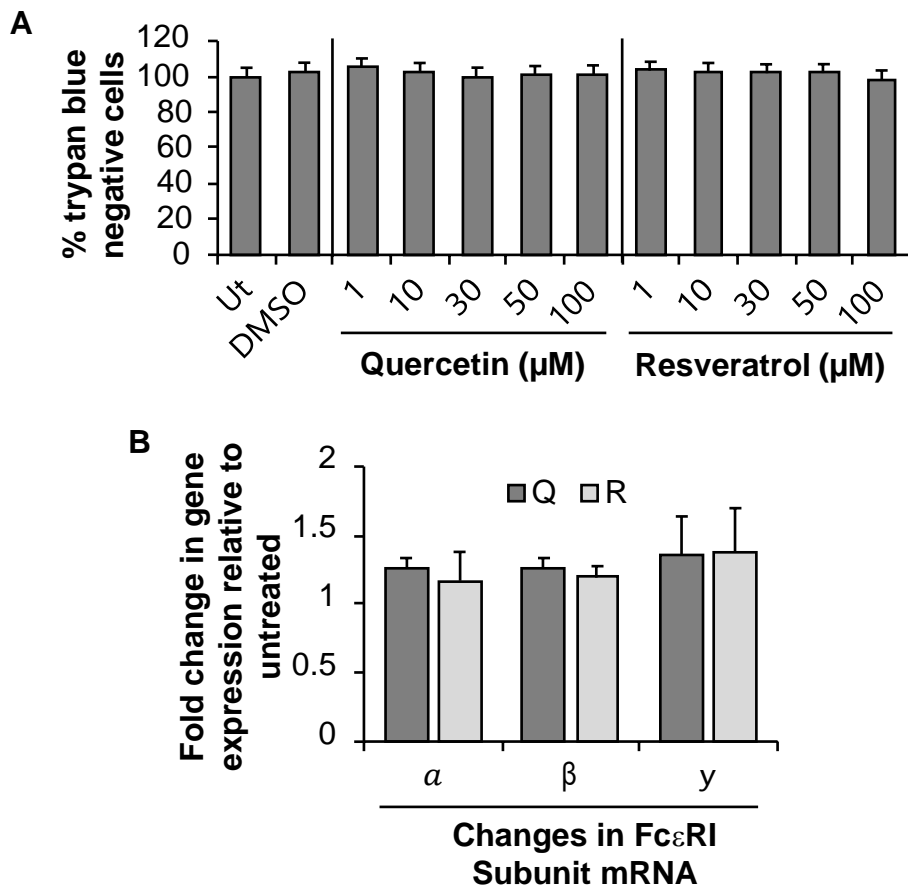 A
% trypan blue
negative cells
120
100
80
60
40
20
0
Ut
DMSO
1
10
30
50
100
1
10
30
50
100
Quercetin (µM)
Resveratrol (µM)
B
Fold change in gene
expression relative to
untreated
2
1.5
1
0.5
0
Q R
α
β
y
Changes in FcεRI
Subunit mRNA